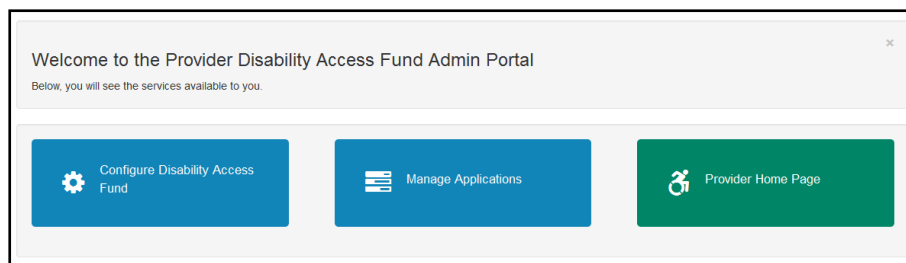 Welcome to the Provider Disability Access Fund Admin Portal
×
Below, you will see the services available to you.
Configure Disability Access
Fund
Manage Applications
Provider Home Page